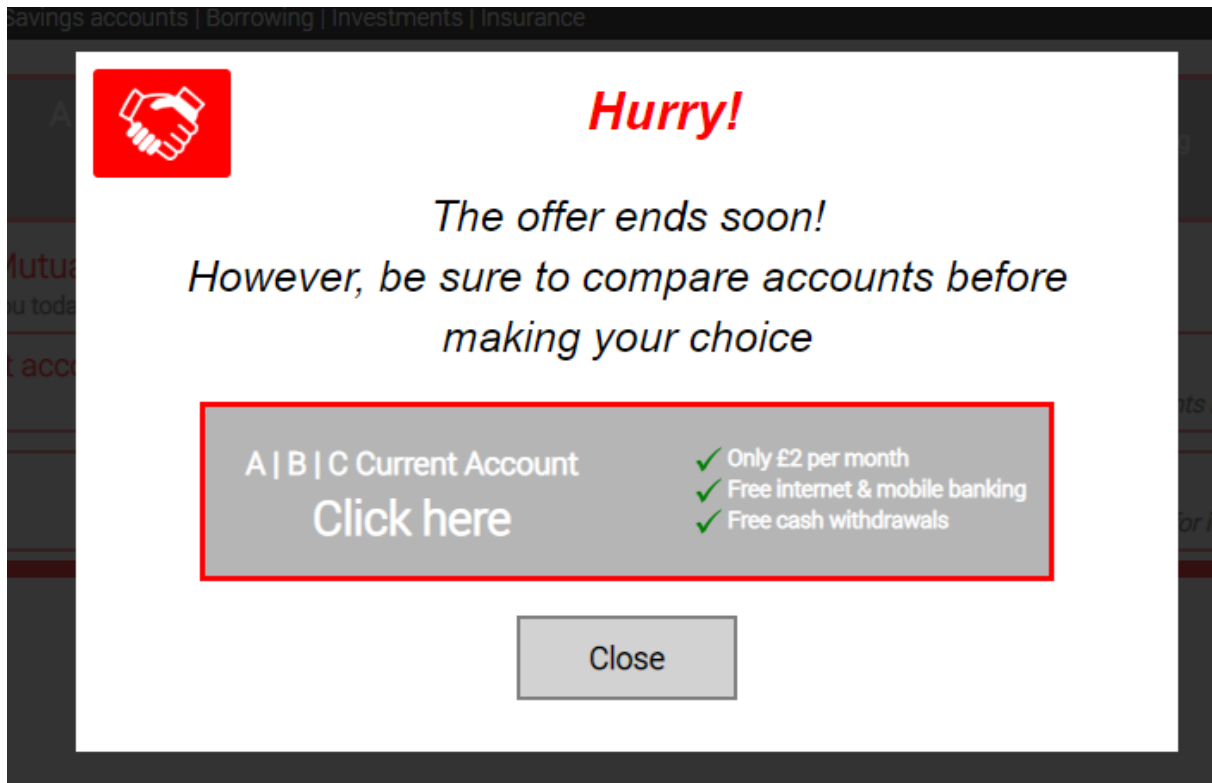 Savings accounts | Borrowing | Investments | Insurance
Hurry!
The offer ends soon!
However, be sure to compare accounts before
making your choice
A | B | C Current Account
Click here
✓ Only £2 per month
✓ Free internet & mobile banking
✓ Free cash withdrawals
Close